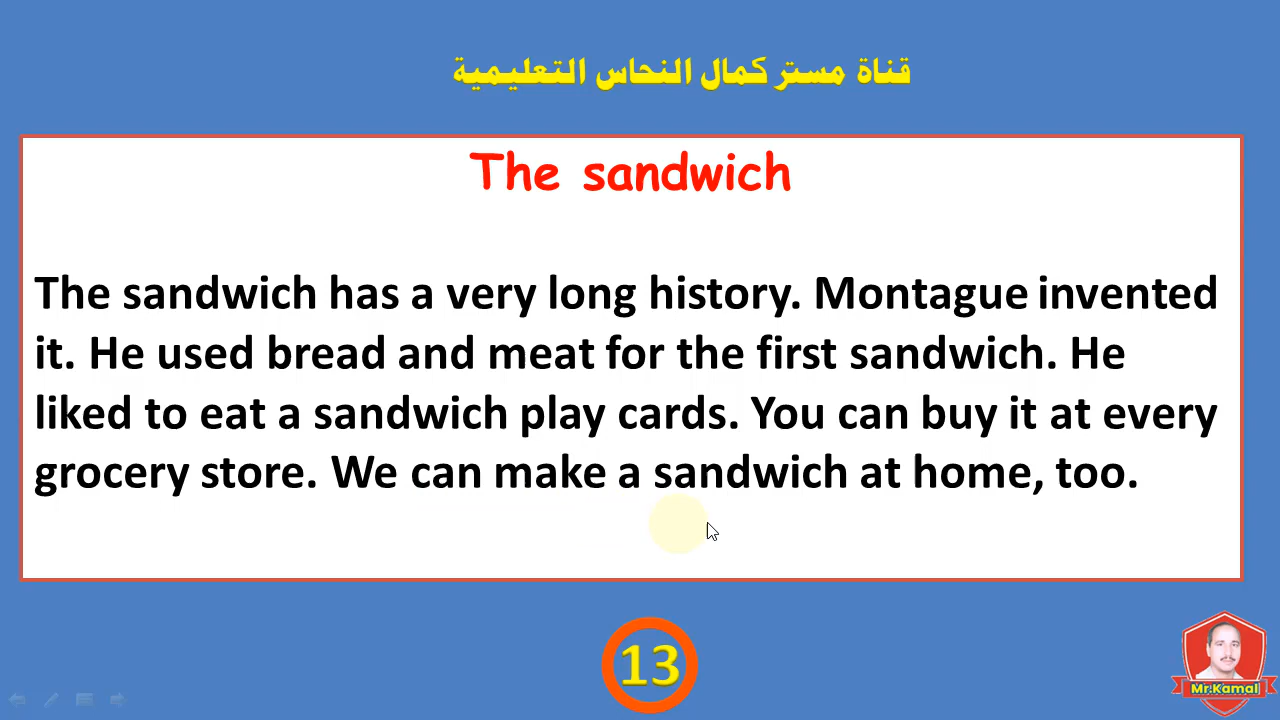 قناة مستر كمال النحاس التعليمية
The sandwich
The sandwich has a very long history. Montague invented
it. He used bread and meat for the first sandwich. He
liked to eat a sandwich play cards. You can buy it at every
grocery store. We can make a sandwich at home, too.
13
Mr.Kamal